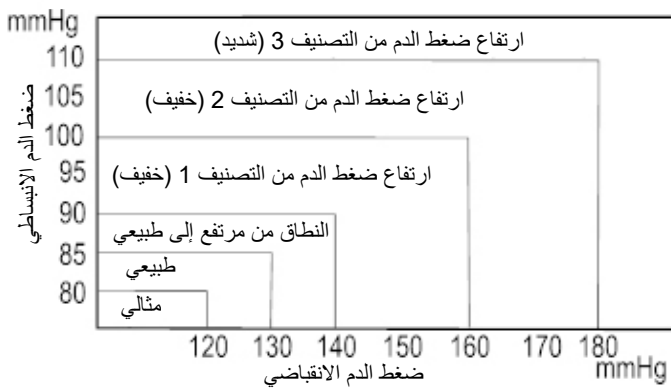 mmHg
ارتفاع ضغط الدم من التصنيف 3 (شديد)
110
105
ارتفاع ضغط الدم من التصنيف 2 (خفيف)
100
95
ارتفاع ضغط الدم من التصنيف 1 (خفيف)
90
النطاق من مرتفع إلى طبيعي
85
طبيعي
80
مثالي
ضغط الدم الانبساطي
120 130 140 150 160 170 180
ضغط الدم الانقباضي
mmHg